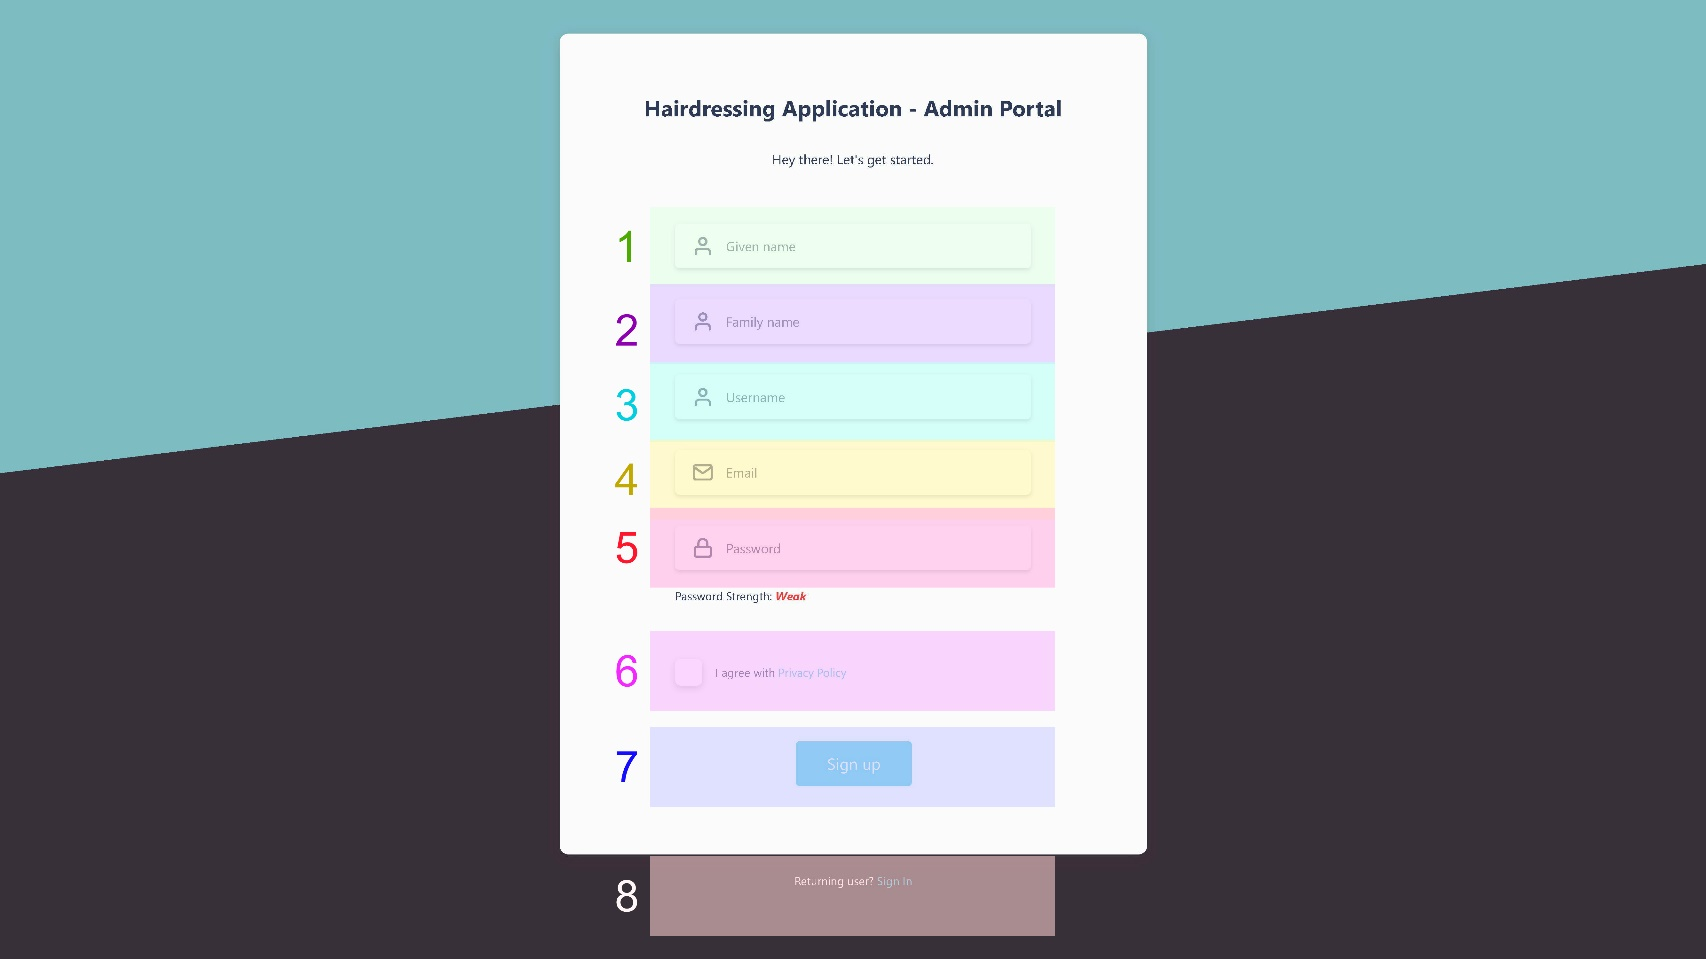 Hairdressing Application - Admin Portal
Hey there! Let's get started.
1 Given name
2 Family name
3 Username
4 Email
5 Password
Password Strength: Weak
6 I agree with Privacy Policy
7 Sign up
8 Returning user? Sign In